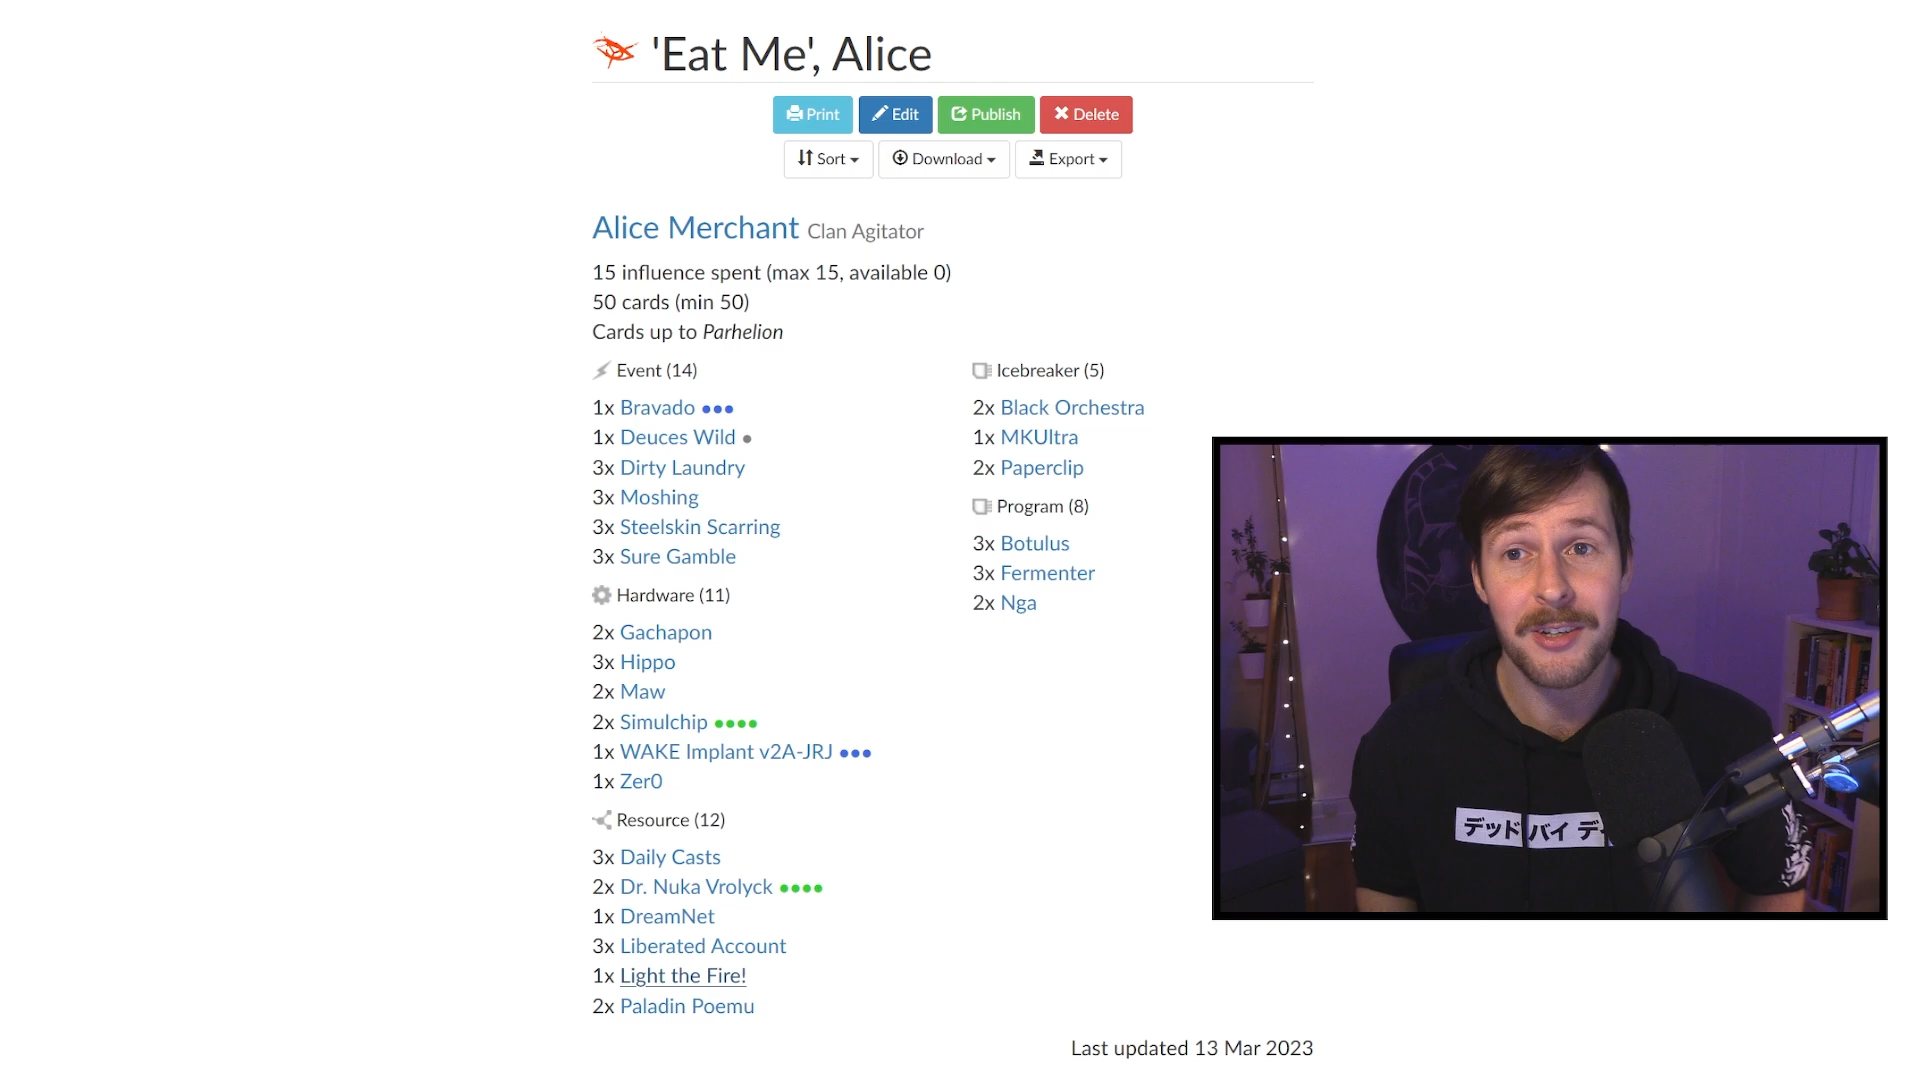 'Eat Me', Alice
Print
Edit
Publish
Delete
Sort
Download
Export
Alice Merchant Clan Agitator
15 influence spent (max 15, available 0)
50 cards (min 50)
Cards up to Parhelion
Event (14)
1x Bravado ●●●
1x Deuces Wild ●
3x Dirty Laundry
3x Moshing
3x Steelskin Scarring
3x Sure Gamble
Hardware (11)
2x Gachapon
3x Hippo
2x Maw
2x Simulchip ●●●●
1x WAKE Implant v2A-JRJ ●●●
1x Zer0
Resource (12)
3x Daily Casts
2x Dr. Nuka Vrolyck ●●●●
1x DreamNet
3x Liberated Account
1x Light the Fire!
2x Paladin Poemu
Icebreaker (5)
2x Black Orchestra
1x MKUltra
2x Paperclip
Program (8)
3x Botulus
3x Fermenter
2x Nga
デッドバイ デ
Last updated 13 Mar 2023